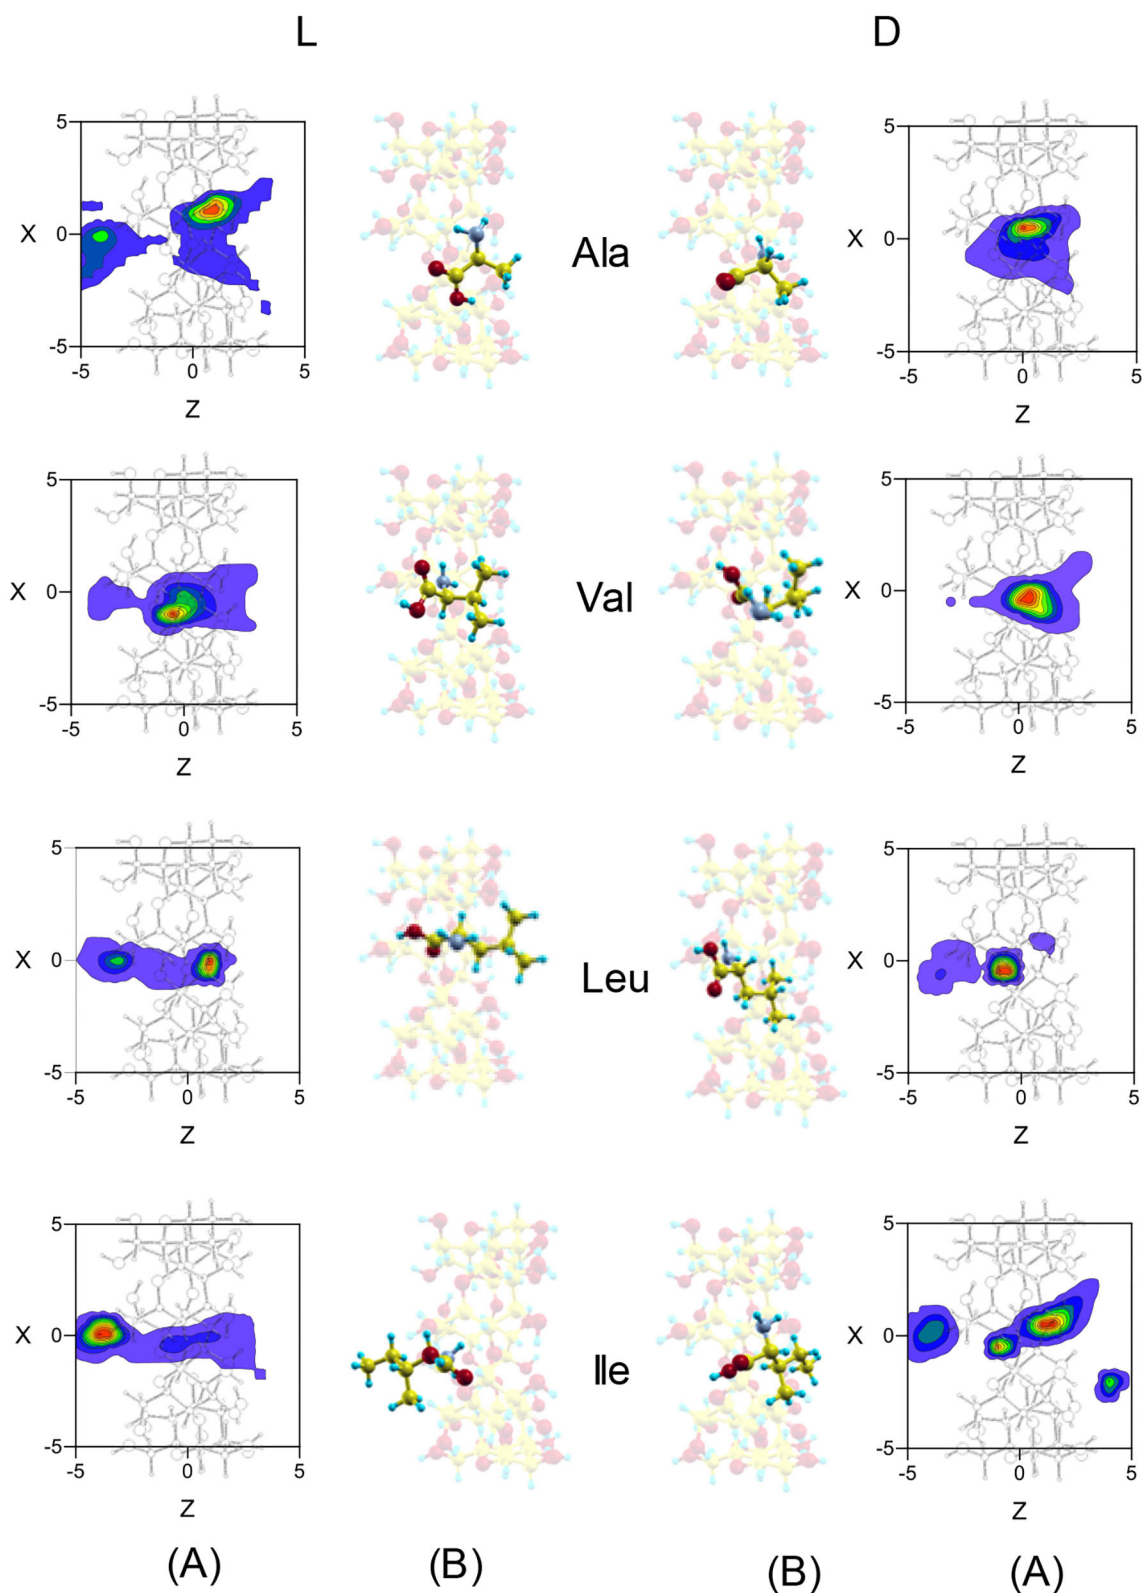 L D
5 5
X 0 Ala X 0
-5 -5
-5 0 5 -5 0 5
Z Z
5 5
X 0 Val X 0
-5 -5
-5 0 5 -5 0 5
Z Z
5 5
X 0 Leu X 0
-5 -5
-5 0 5 -5 0 5
Z Z
5 5
X 0 Ile X 0
-5 -5
-5 0 5 -5 0 5
Z Z
(A) (B) (B) (A)